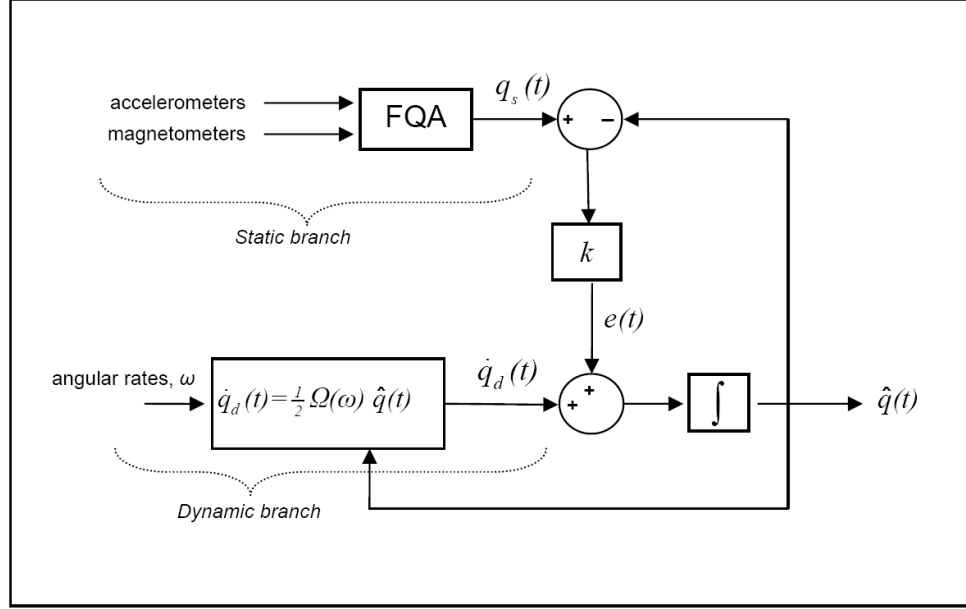 accelerometers
magnetometers
FQA
q_s(t)
+
−
Static branch
k
e(t)
angular rates, ω
q̇_d(t)=½ Ω(ω) q̂(t)
q̇_d(t)
+
+
∫
q̂(t)
Dynamic branch